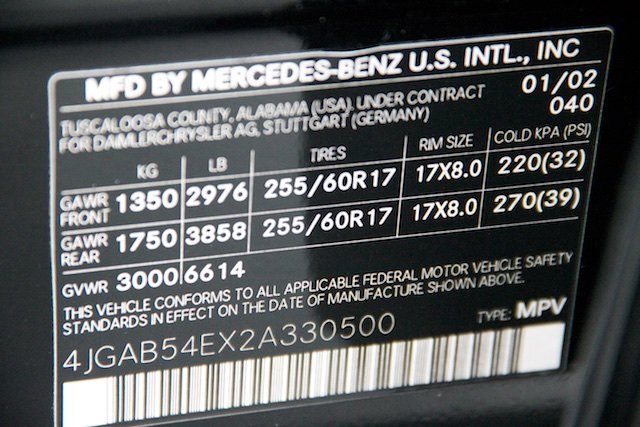 MFD BY MERCEDES-BENZ U.S. INTL., INC
TUSCALOOSA COUNTY, ALABAMA (USA), UNDER CONTRACT 01/02
FOR DAIMLERCHRYSLER AG, STUTTGART (GERMANY) 040
KG LB TIRES RIM SIZE COLD KPA (PSI)
GAWR FRONT 1350 2976 255/60R17 17X8.0 220(32)
GAWR REAR 1750 3858 255/60R17 17X8.0 270(39)
GVWR 3000 6614
THIS VEHICLE CONFORMS TO ALL APPLICABLE FEDERAL MOTOR VEHICLE SAFETY
STANDARDS IN EFFECT ON THE DATE OF MANUFACTURE SHOWN ABOVE.
4JGAB54EX2A330500 TYPE: MPV